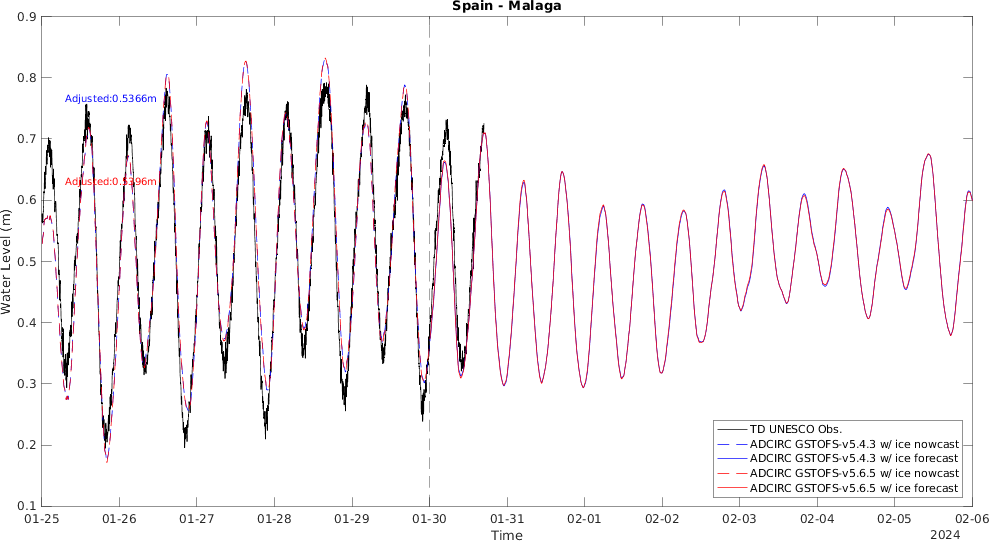 Spain - Malaga
0.9
0.8
0.7
0.6
0.5
0.4
0.3
0.2
0.1
Water Level (m)
Adjusted:0.5366m
Adjusted:0.5396m
TD UNESCO Obs.
ADCIRC GSTOFS-v5.4.3 w/ ice nowcast
ADCIRC GSTOFS-v5.4.3 w/ ice forecast
ADCIRC GSTOFS-v5.6.5 w/ ice nowcast
ADCIRC GSTOFS-v5.6.5 w/ ice forecast
01-25 01-26 01-27 01-28 01-29 01-30 01-31 02-01 02-02 02-03 02-04 02-05 02-06
Time
2024